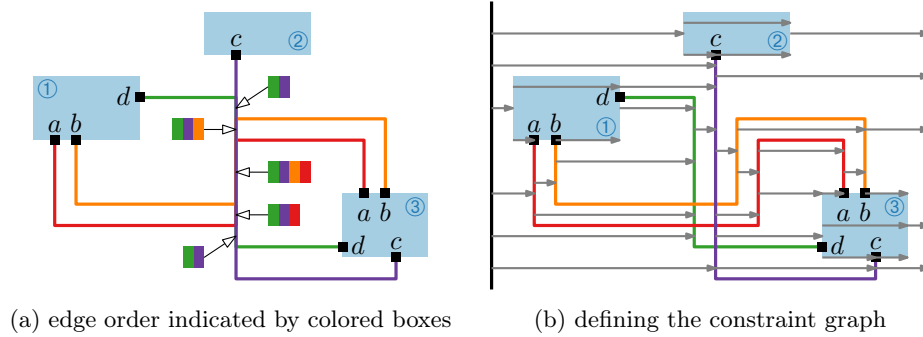 c ②
①
d
a b
③
a b
d c
c ②
①
d
a b
③
a b
d c
(a) edge order indicated by colored boxes
(b) defining the constraint graph